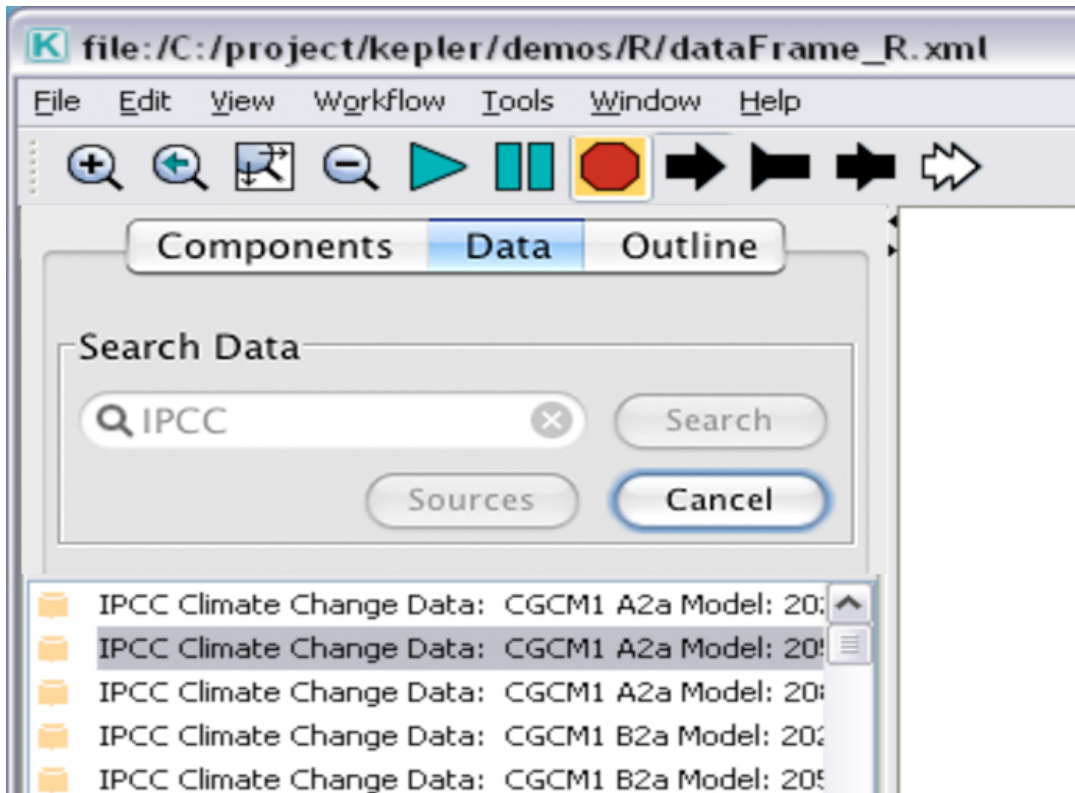 K file:/C:/project/kepler/demos/R/dataFrame_R.xml
File Edit View Workflow Tools Window Help
Components Data Outline
Search Data
IPCC Search
Sources Cancel
IPCC Climate Change Data: CGCM1 A2a Model:
IPCC Climate Change Data: CGCM1 A2a Model:
IPCC Climate Change Data: CGCM1 A2a Model:
IPCC Climate Change Data: CGCM1 B2a Model:
IPCC Climate Change Data: CGCM1 B2a Model: